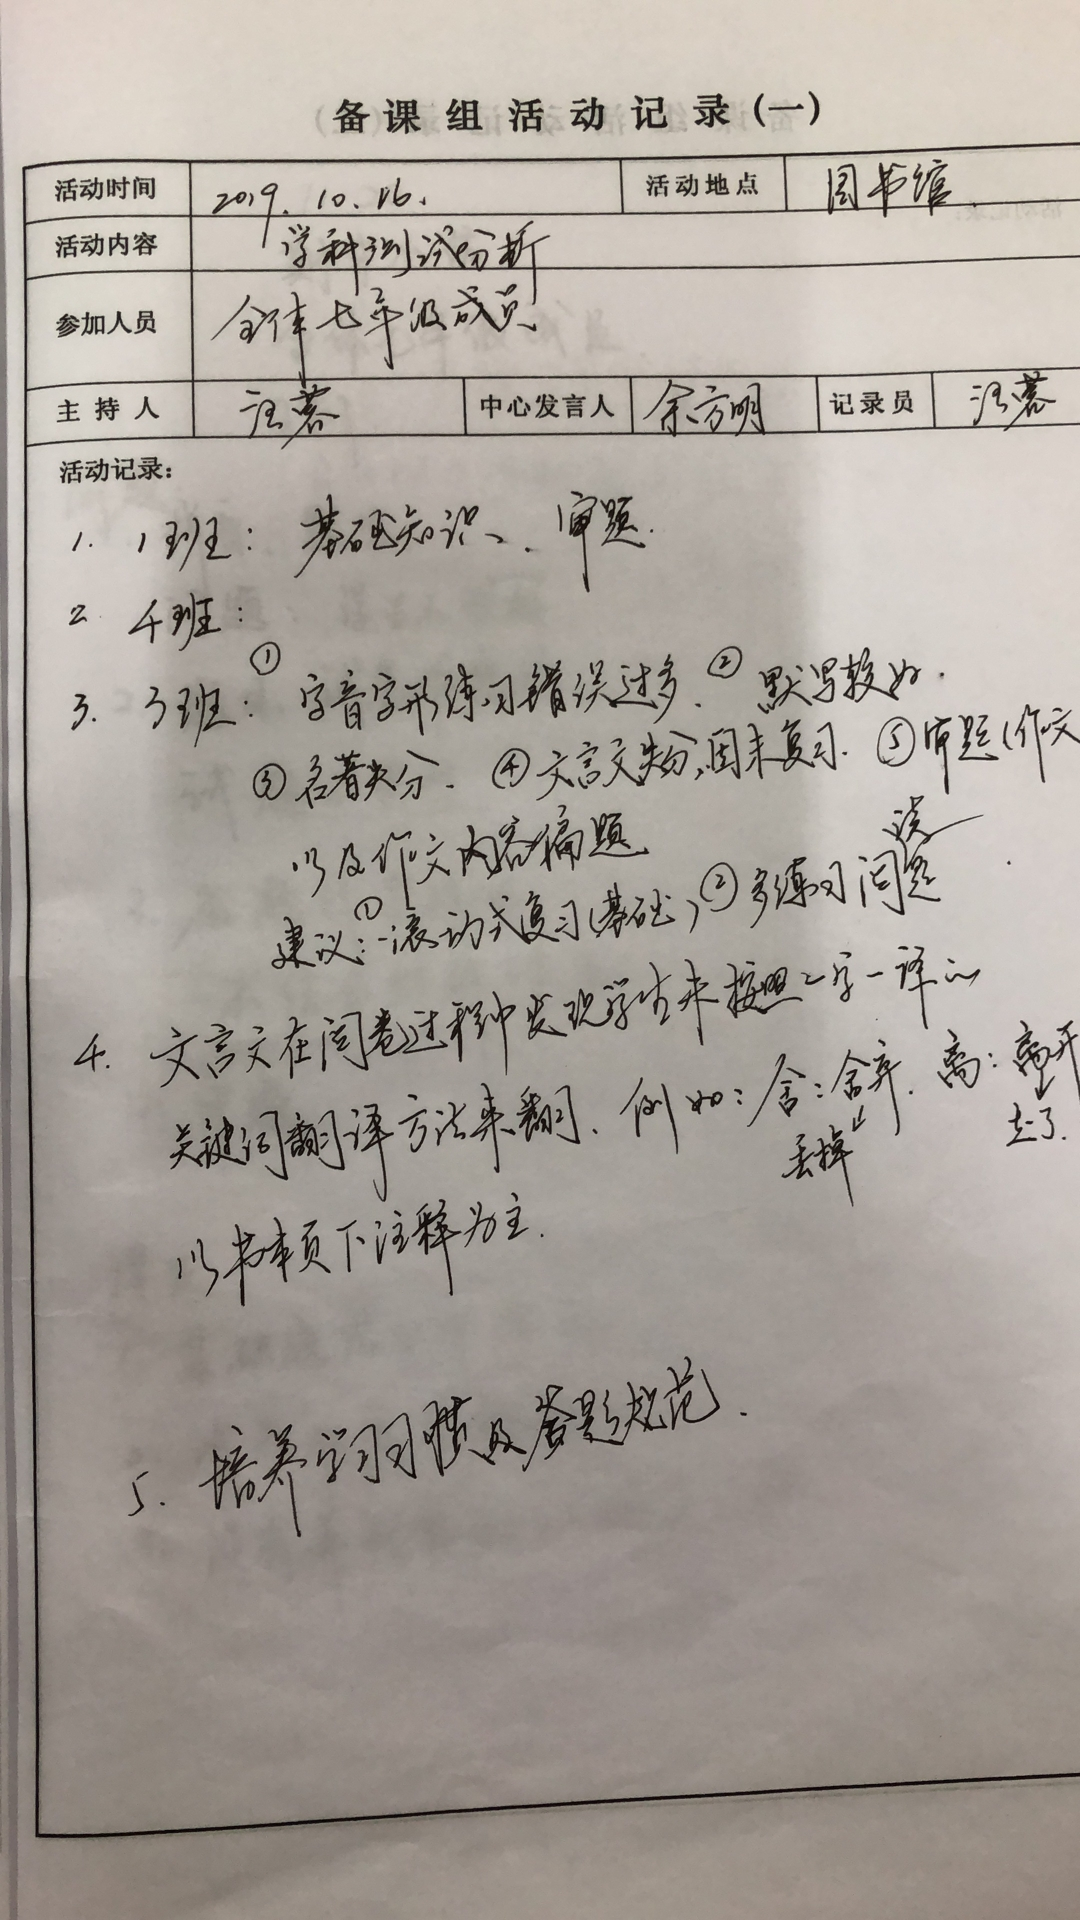 备课组活动记录(一)
活动时间 2019.10.16. 活动地点 图书馆.
活动内容 学科测试分析
参加人员 全体七年级成员
主持人 汪蓉 中心发言人 余方明 记录员 汪蓉
活动记录:
1. 1班: 基础知识、. 审题.
2. 4班:
3. 3班: ①字音字形练习错误过多. ②默写较好.
③名著失分. ④文言文失分,周末复习. ⑤审题(作文
以及作文内容偏题
建议: ①滚动式复习(基础) ②多练习阅读
4. 文言文在阅卷过程中发现学生未按照一字一译的
关键词翻译方法来翻. 例如: 舍:舍弃. 离:离开
丢掉 去了.
以书本页下注释为主.
5. 培养学习习惯及答题规范.